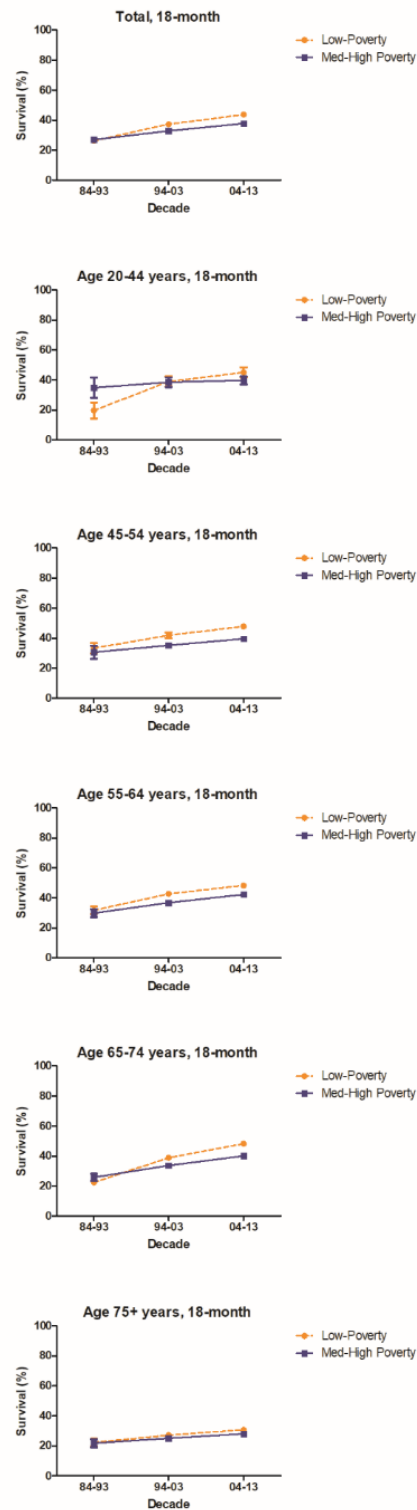 Total, 18-month
100
80
60
40
20
0
Survival (%)
84-93
94-03
04-13
Decade
Low-Poverty
Med-High Poverty
Age 20-44 years, 18-month
100
80
60
40
20
0
Survival (%)
84-93
94-03
04-13
Decade
Low-Poverty
Med-High Poverty
Age 45-54 years, 18-month
100
80
60
40
20
0
Survival (%)
84-93
94-03
04-13
Decade
Low-Poverty
Med-High Poverty
Age 55-64 years, 18-month
100
80
60
40
20
0
Survival (%)
84-93
94-03
04-13
Decade
Low-Poverty
Med-High Poverty
Age 65-74 years, 18-month
100
80
60
40
20
0
Survival (%)
84-93
94-03
04-13
Decade
Low-Poverty
Med-High Poverty
Age 75+ years, 18-month
100
80
60
40
20
0
Survival (%)
84-93
94-03
04-13
Decade
Low-Poverty
Med-High Poverty